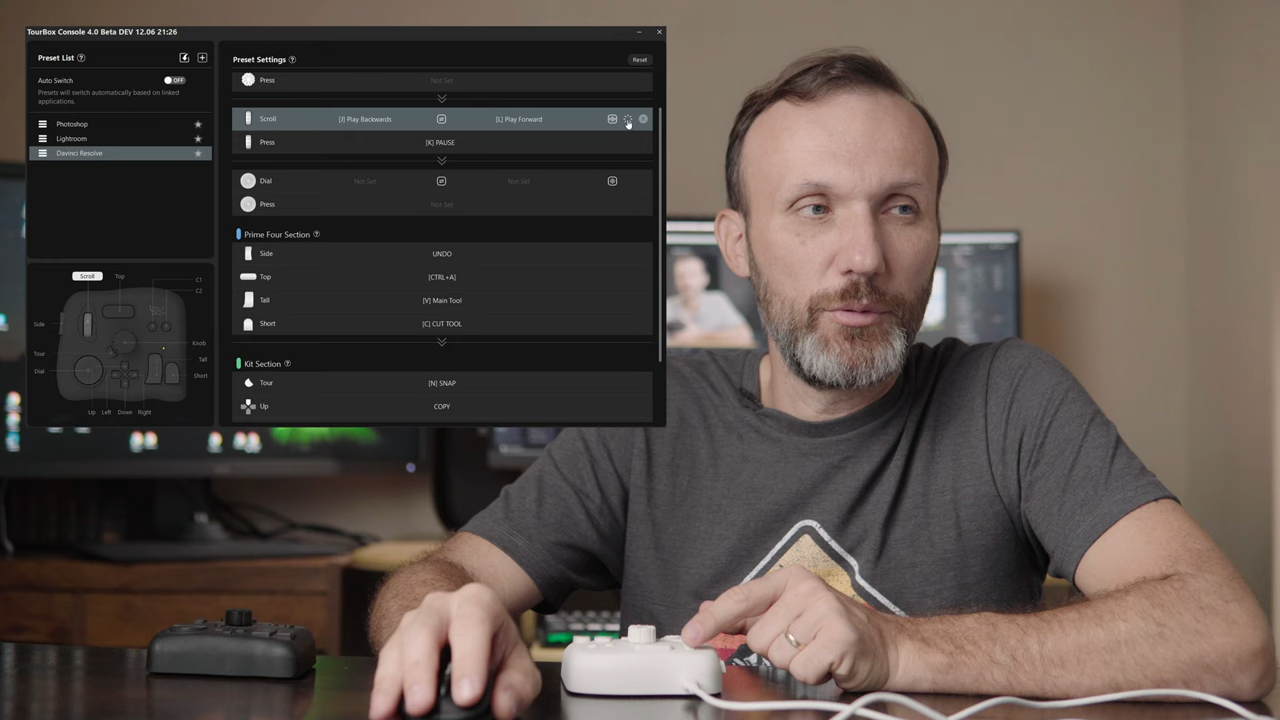 TourBox Console 4.0 Beta DEV 12.06 21:26
Preset List
Auto Switch
OFF
Presets will switch automatically based on linked
applications.
Photoshop
Lightroom
Davinci Resolve
Scroll
Top
C1
C2
Side
Knob
Tour
Tall
Dial
Short
Up
Left
Down
Right
Preset Settings
Reset
Press Not Set
Scroll [J] Play Backwards [L] Play Forward
Press [K] PAUSE
Dial Not Set Not Set
Press Not Set
Prime Four Section
Side UNDO
Top [CTRL+A]
Tall [V] Main Tool
Short [C] CUT TOOL
Kit Section
Tour [N] SNAP
Up COPY